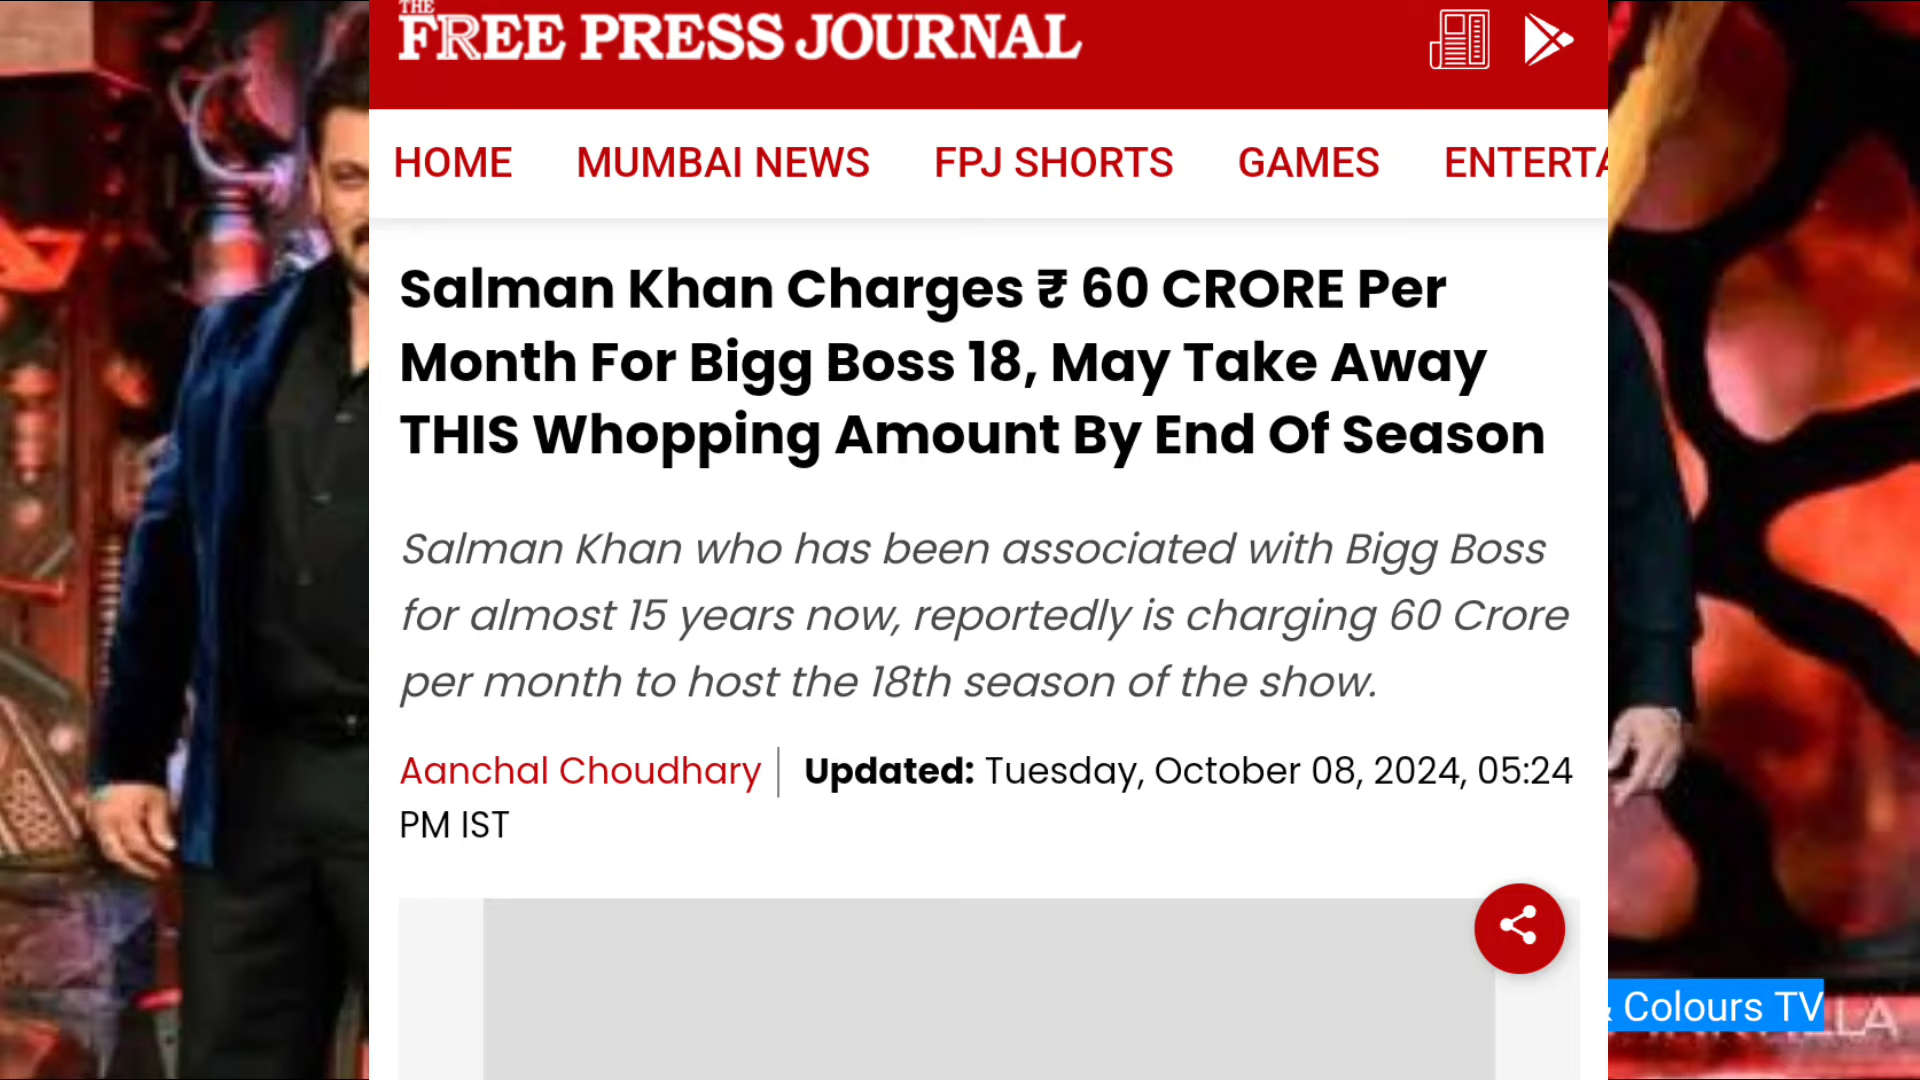 THE
FREE PRESS JOURNAL
HOME MUMBAI NEWS FPJ SHORTS GAMES ENTERTA
Salman Khan Charges ₹ 60 CRORE Per
Month For Bigg Boss 18, May Take Away
THIS Whopping Amount By End Of Season
Salman Khan who has been associated with Bigg Boss
for almost 15 years now, reportedly is charging 60 Crore
per month to host the 18th season of the show.
Aanchal Choudhary | Updated: Tuesday, October 08, 2024, 05:24
PM IST
& Colours TV